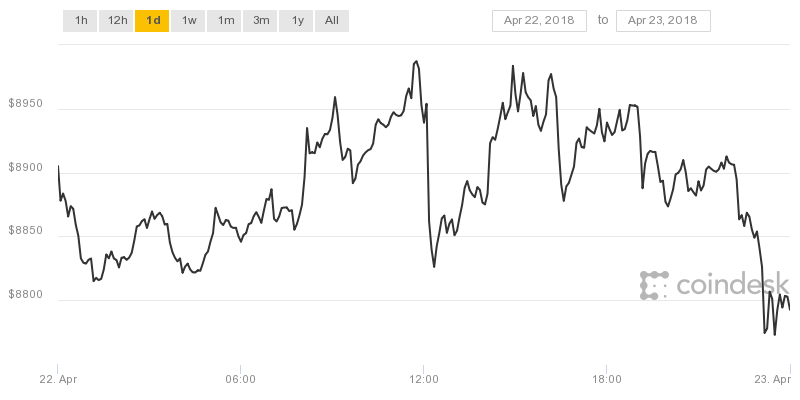 1h 12h 1d 1w 1m 3m 1y All Apr 22, 2018 to Apr 23, 2018
$8950
$8900
$8850
$8800
coindesk
22. Apr 06:00 12:00 18:00 23. Apr